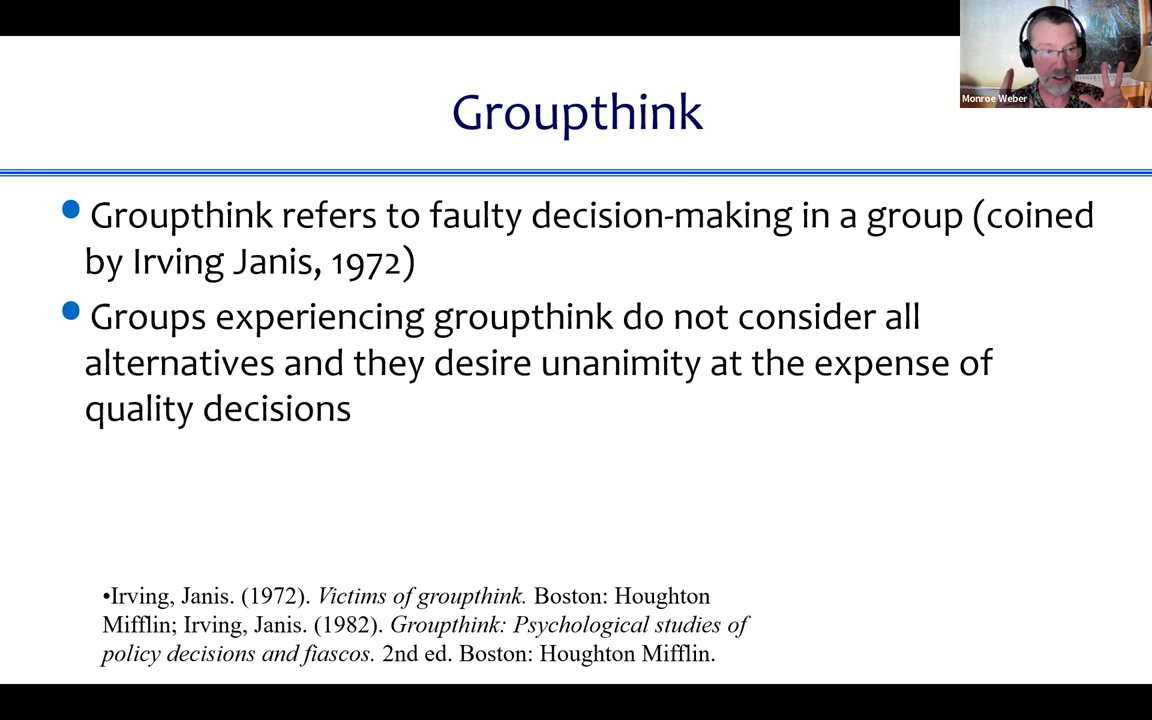 Monroe Weber
Groupthink
•Groupthink refers to faulty decision-making in a group (coined
by Irving Janis, 1972)
•Groups experiencing groupthink do not consider all
alternatives and they desire unanimity at the expense of
quality decisions
•Irving, Janis. (1972). Victims of groupthink. Boston: Houghton
Mifflin; Irving, Janis. (1982). Groupthink: Psychological studies of
policy decisions and fiascos. 2nd ed. Boston: Houghton Mifflin.